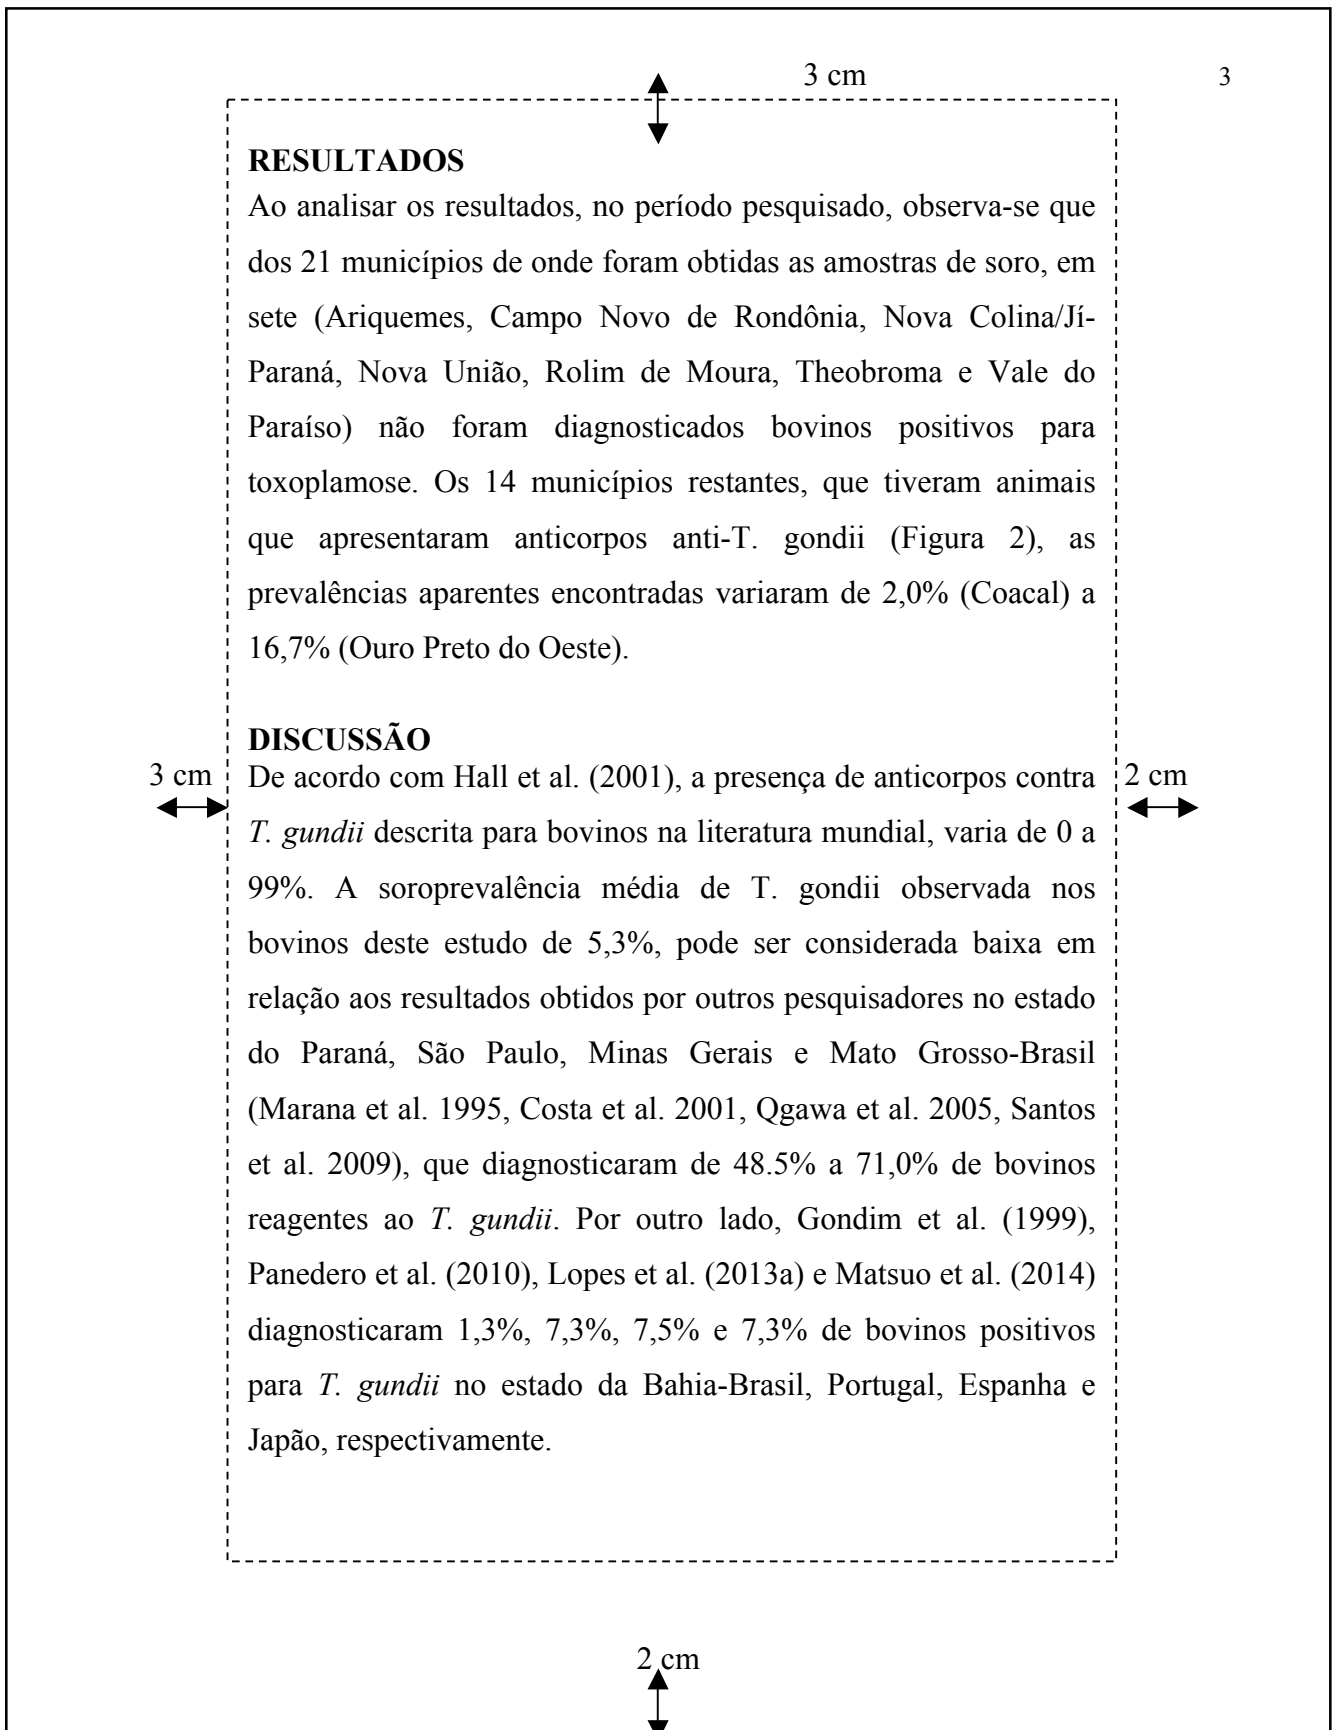 3 cm
3
RESULTADOS
Ao analisar os resultados, no período pesquisado, observa-se que
dos 21 municípios de onde foram obtidas as amostras de soro, em
sete (Ariquemes, Campo Novo de Rondônia, Nova Colina/Jí-
Paraná, Nova União, Rolim de Moura, Theobroma e Vale do
Paraíso) não foram diagnosticados bovinos positivos para
toxoplamose. Os 14 municípios restantes, que tiveram animais
que apresentaram anticorpos anti-T. gondii (Figura 2), as
prevalências aparentes encontradas variaram de 2,0% (Coacal) a
16,7% (Ouro Preto do Oeste).
DISCUSSÃO
3 cm
De acordo com Hall et al. (2001), a presença de anticorpos contra
2 cm
T. gundii descrita para bovinos na literatura mundial, varia de 0 a
99%. A soroprevalência média de T. gondii observada nos
bovinos deste estudo de 5,3%, pode ser considerada baixa em
relação aos resultados obtidos por outros pesquisadores no estado
do Paraná, São Paulo, Minas Gerais e Mato Grosso-Brasil
(Marana et al. 1995, Costa et al. 2001, Qgawa et al. 2005, Santos
et al. 2009), que diagnosticaram de 48.5% a 71,0% de bovinos
reagentes ao T. gundii. Por outro lado, Gondim et al. (1999),
Panedero et al. (2010), Lopes et al. (2013a) e Matsuo et al. (2014)
diagnosticaram 1,3%, 7,3%, 7,5% e 7,3% de bovinos positivos
para T. gundii no estado da Bahia-Brasil, Portugal, Espanha e
Japão, respectivamente.
2 cm